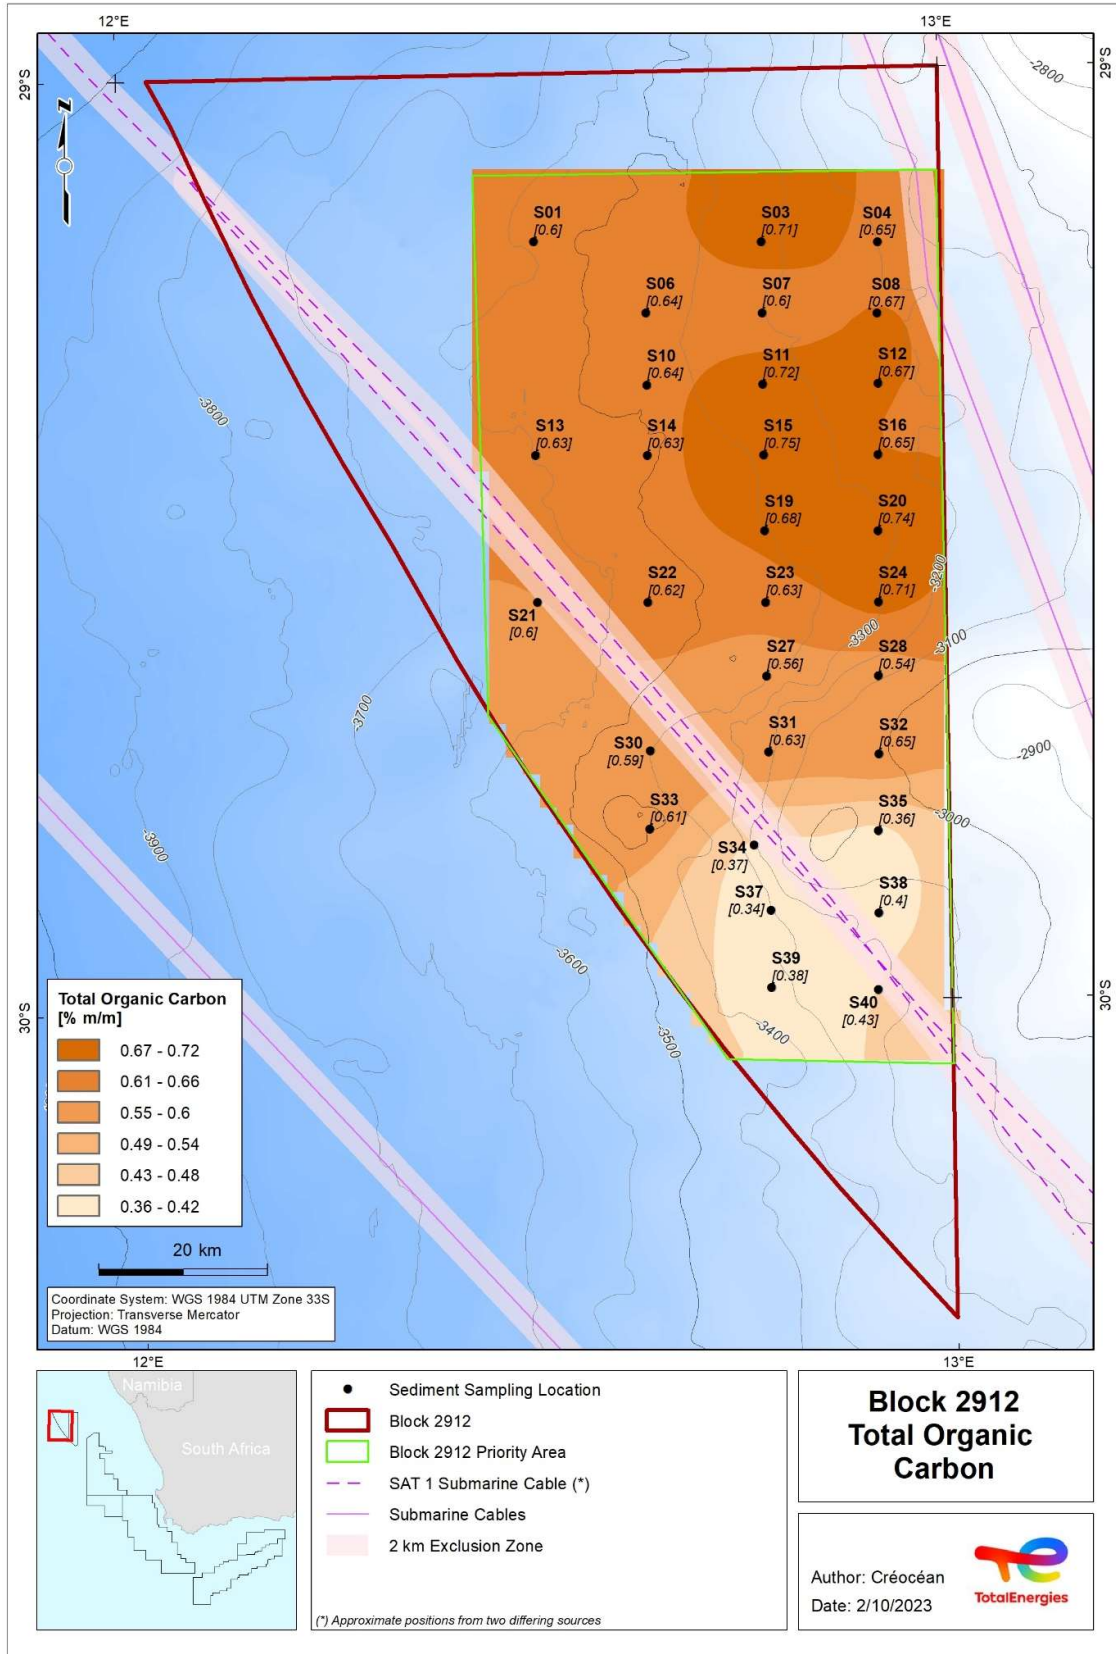 12°E
13°E
29°S
29°S
-2800
Z
S01
[0.6]
S03
[0.71]
S04
[0.65]
S06
[0.64]
S07
[0.6]
S08
[0.67]
S10
[0.64]
S11
[0.72]
S12
[0.67]
-3800
S13
[0.63]
S14
[0.63]
S15
[0.75]
S16
[0.65]
S19
[0.68]
S20
[0.74]
S21
[0.6]
S22
[0.62]
S23
[0.63]
S24
[0.71]
-3200
-3300
-3100
S27
[0.56]
S28
[0.54]
-3700
S30
[0.59]
S31
[0.63]
S32
[0.65]
-2900
S33
[0.61]
S35
[0.36]
-3000
-3900
S34
[0.37]
S37
[0.34]
S38
[0.4]
-3600
S39
[0.38]
S40
[0.43]
-3400
-3500
30°S
30°S
Total Organic Carbon
[% m/m]
0.67 - 0.72
0.61 - 0.66
0.55 - 0.6
0.49 - 0.54
0.43 - 0.48
0.36 - 0.42
20 km
Coordinate System: WGS 1984 UTM Zone 33S
Projection: Transverse Mercator
Datum: WGS 1984
12°E
13°E
Namibia
South Africa
Sediment Sampling Location
Block 2912
Block 2912 Priority Area
SAT 1 Submarine Cable (*)
Submarine Cables
2 km Exclusion Zone
(*) Approximate positions from two differing sources
Block 2912
Total Organic
Carbon
Author: Créocéan
Date: 2/10/2023
TotalEnergies